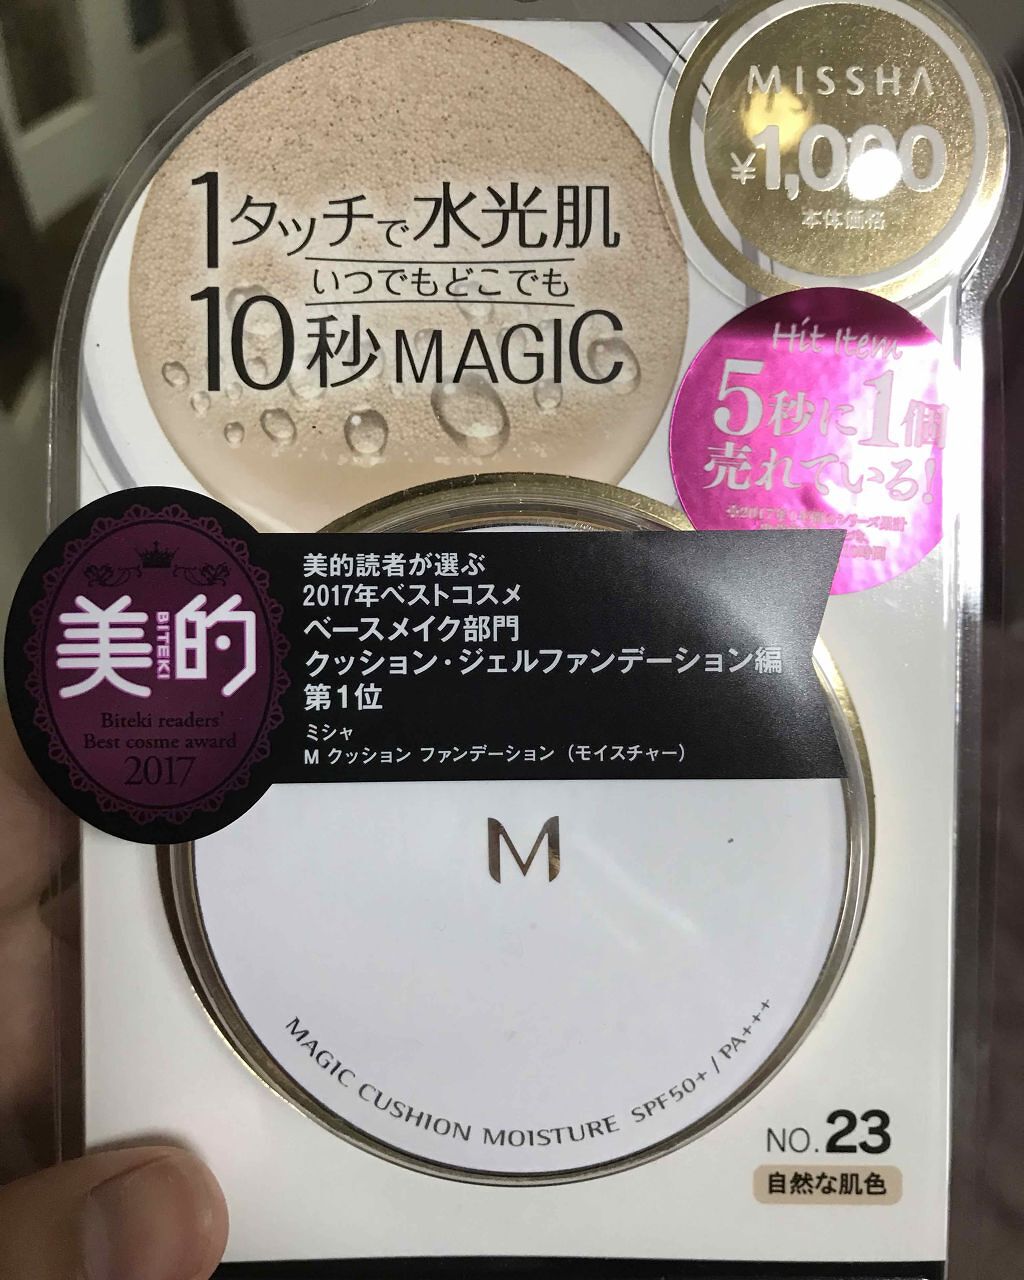 MISSHA
¥1,000
本体価格
1タッチで水光肌
いつでもどこでも
10秒MAGIC
Hit Item
5秒に1個
売れている!
美的
BITEKI
Biteki readers'
Best cosme award
2017
美的読者が選ぶ
2017年ベストコスメ
ベースメイク部門
クッション・ジェルファンデーション編
第1位
ミシャ
M クッション ファンデーション（モイスチャー）
M
MAGIC CUSHION MOISTURE SPF50+ / PA+++
NO.23
自然な肌色